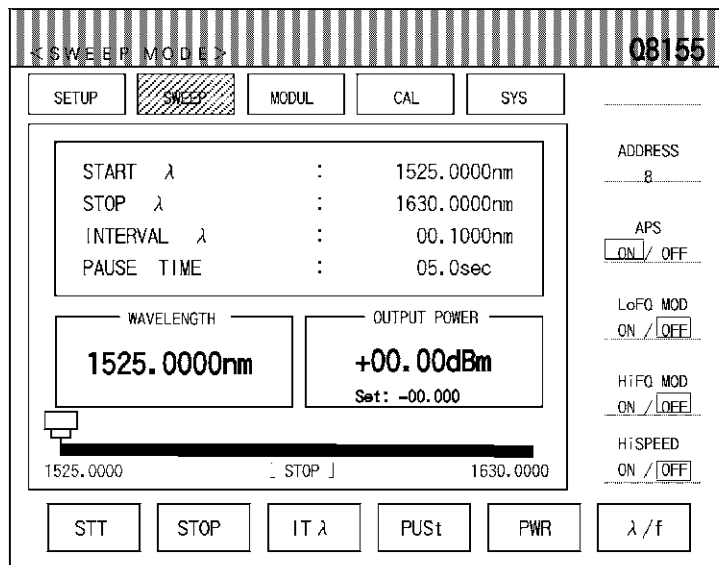 <SWEEP MODE> Q8155
SETUP SWEEP MODUL CAL SYS
START λ : 1525.0000nm
STOP λ : 1630.0000nm
INTERVAL λ : 00.1000nm
PAUSE TIME : 05.0sec
WAVELENGTH
1525.0000nm
OUTPUT POWER
+00.00dBm
Set: -00.000
1525.0000 [ STOP ] 1630.0000
ADDRESS
8
APS
ON / OFF
LoFQ MOD
ON / OFF
HiFQ MOD
ON / OFF
HiSPEED
ON / OFF
STT STOP IT λ PUSt PWR λ/f